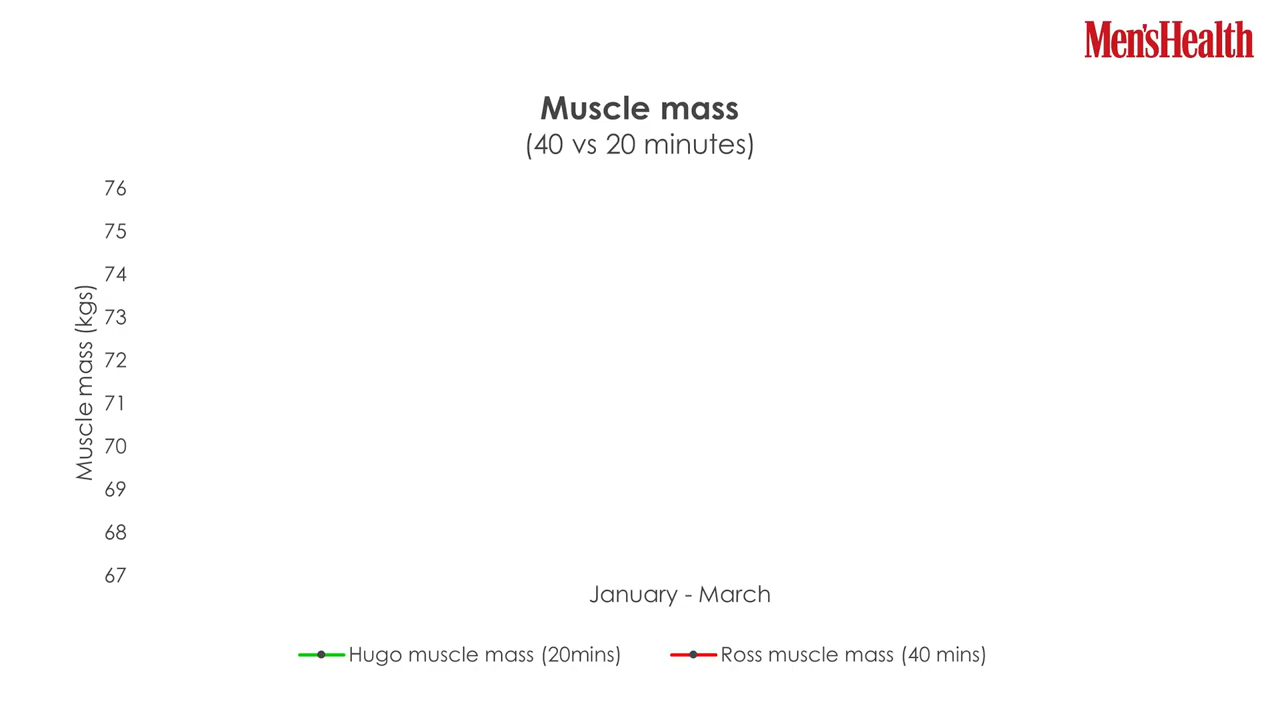 Men'sHealth
Muscle mass
(40 vs 20 minutes)
76
75
74
73
72
71
70
69
68
67
Muscle mass (kgs)
January - March
Hugo muscle mass (20mins)
Ross muscle mass (40 mins)